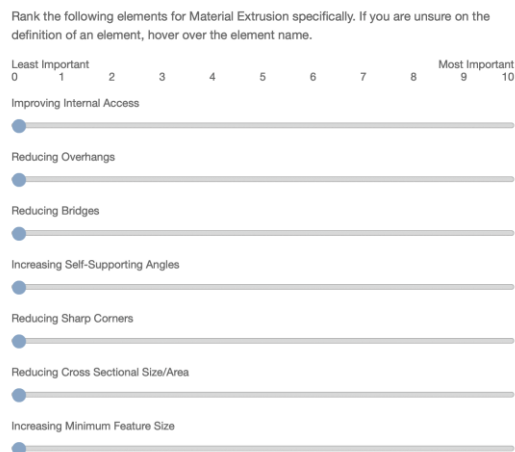 Rank the following elements for Material Extrusion specifically. If you are unsure on the
definition of an element, hover over the element name.
Least Important Most Important
0 1 2 3 4 5 6 7 8 9 10
Improving Internal Access
Reducing Overhangs
Reducing Bridges
Increasing Self-Supporting Angles
Reducing Sharp Corners
Reducing Cross Sectional Size/Area
Increasing Minimum Feature Size